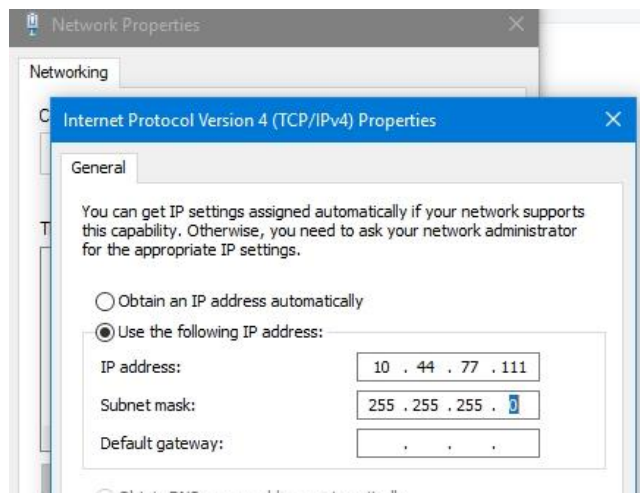 Network Properties
Networking
C
Internet Protocol Version 4 (TCP/IPv4) Properties
General
You can get IP settings assigned automatically if your network supports
this capability. Otherwise, you need to ask your network administrator
for the appropriate IP settings.
T
Obtain an IP address automatically
Use the following IP address:
IP address: 10 . 44 . 77 . 111
Subnet mask: 255 . 255 . 255 . 0
Default gateway: . . .